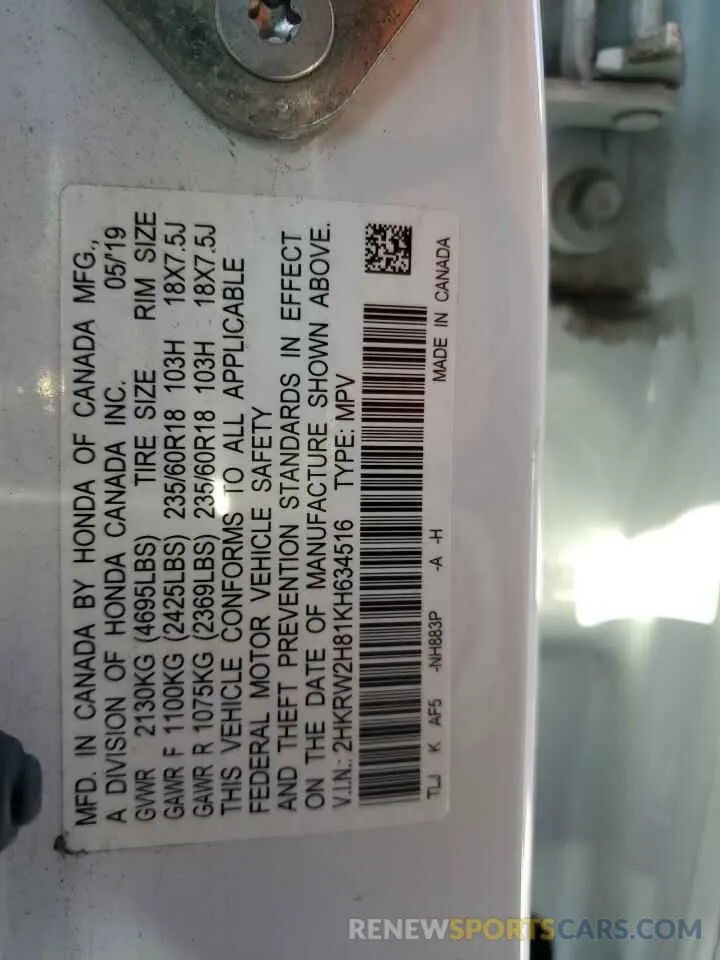 MFD. IN CANADA BY HONDA OF CANADA MFG.,
A DIVISION OF HONDA CANADA INC. 05/'19
GVWR 2130KG (4695LBS) TIRE SIZE RIM SIZE
GAWR F 1100KG (2425LBS) 235/60R18 103H 18X7.5J
GAWR R 1075KG (2369LBS) 235/60R18 103H 18X7.5J
THIS VEHICLE CONFORMS TO ALL APPLICABLE
FEDERAL MOTOR VEHICLE SAFETY
AND THEFT PREVENTION STANDARDS IN EFFECT
ON THE DATE OF MANUFACTURE SHOWN ABOVE.
V.I.N.: 2HKRW2H81KH634516 TYPE: MPV
K AF5 -NH883P -A -H MADE IN CANADA
RENEWSPORTSCARS.COM